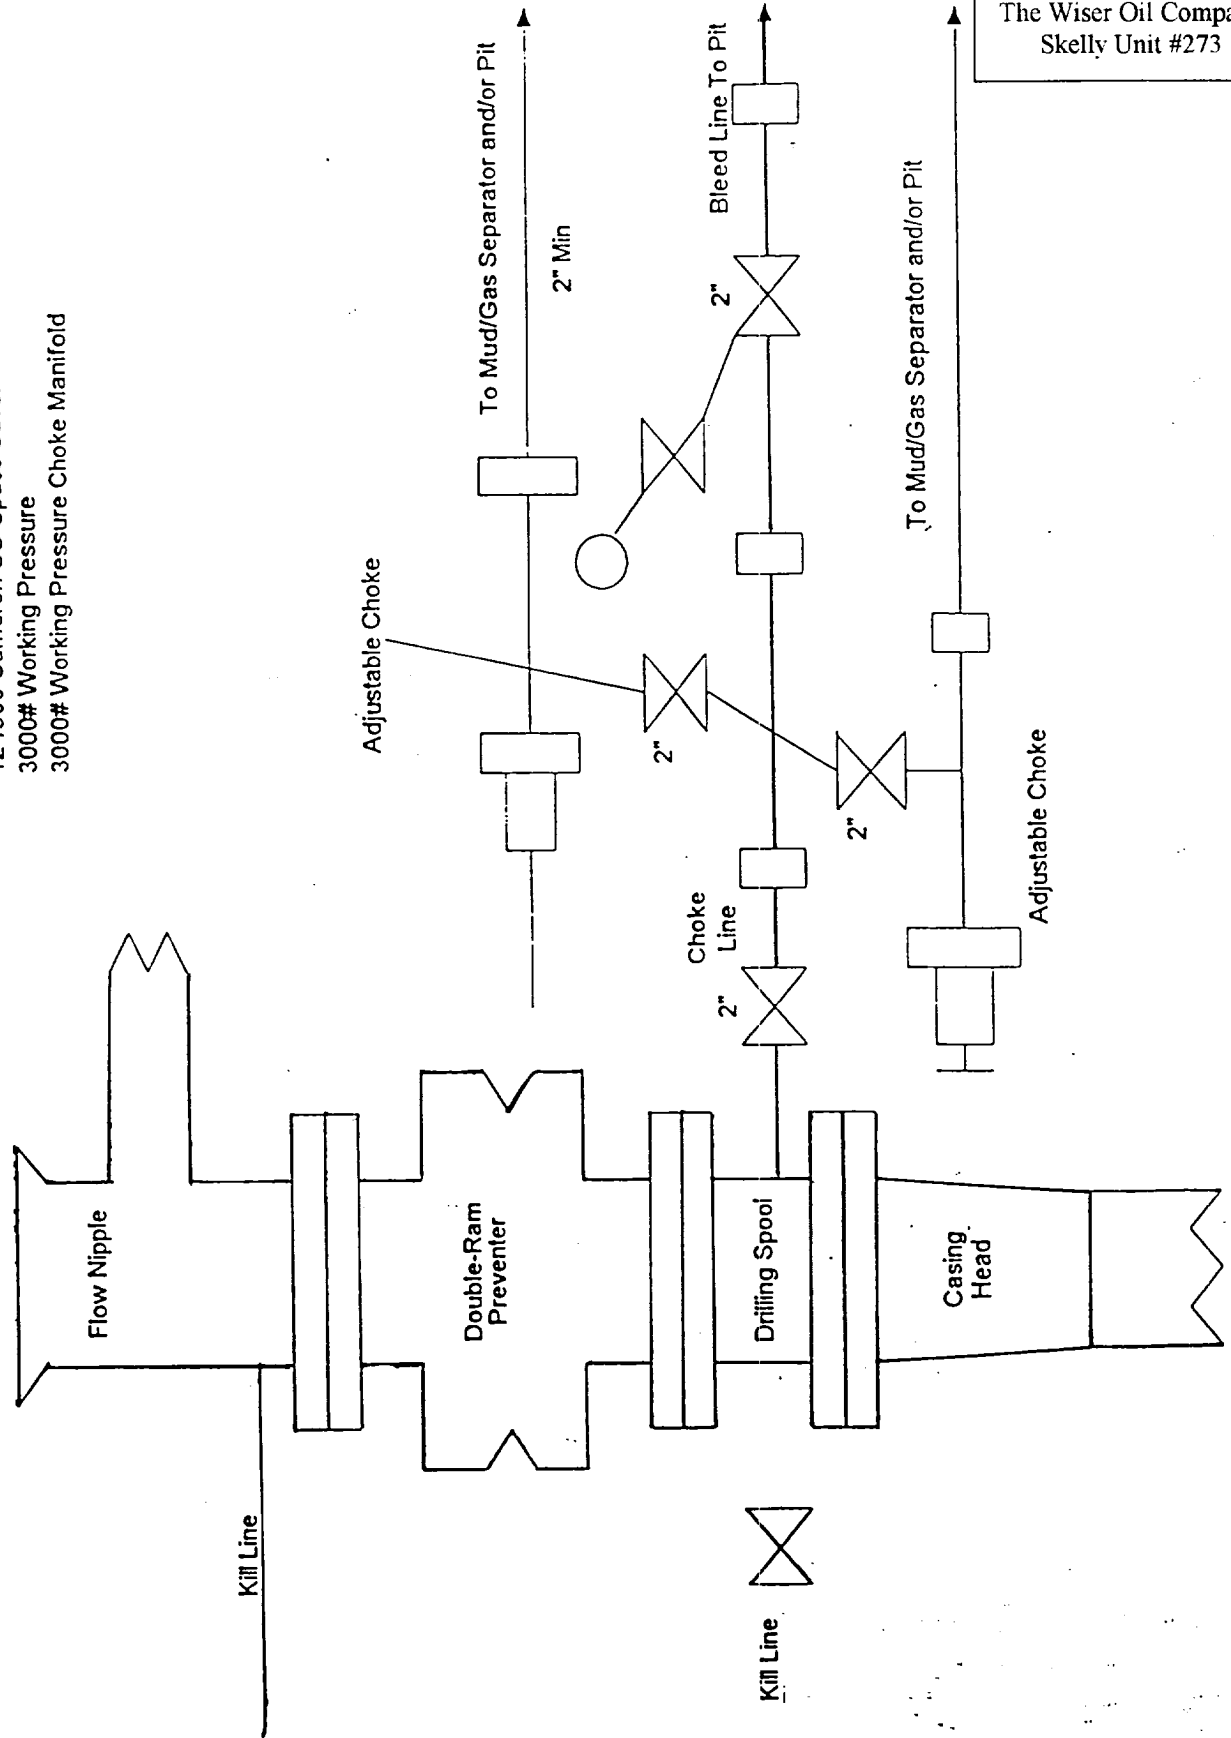 The Wiser Oil
Skelly Unit #273
3000# Working Pressure
3000# Working Pressure Choke Manifold
To Mud/Gas Separator and/or Pit
2" Min
Adjustable Choke
Bleed Line To Pit
2"
2"
2"
Choke
Line
2"
To Mud/Gas Separator and/or Pit
Adjustable Choke
Flow Nipple
Kill Line
Double-Ram
Preventer
Drilling Spool
Casing
Head
Kill Line